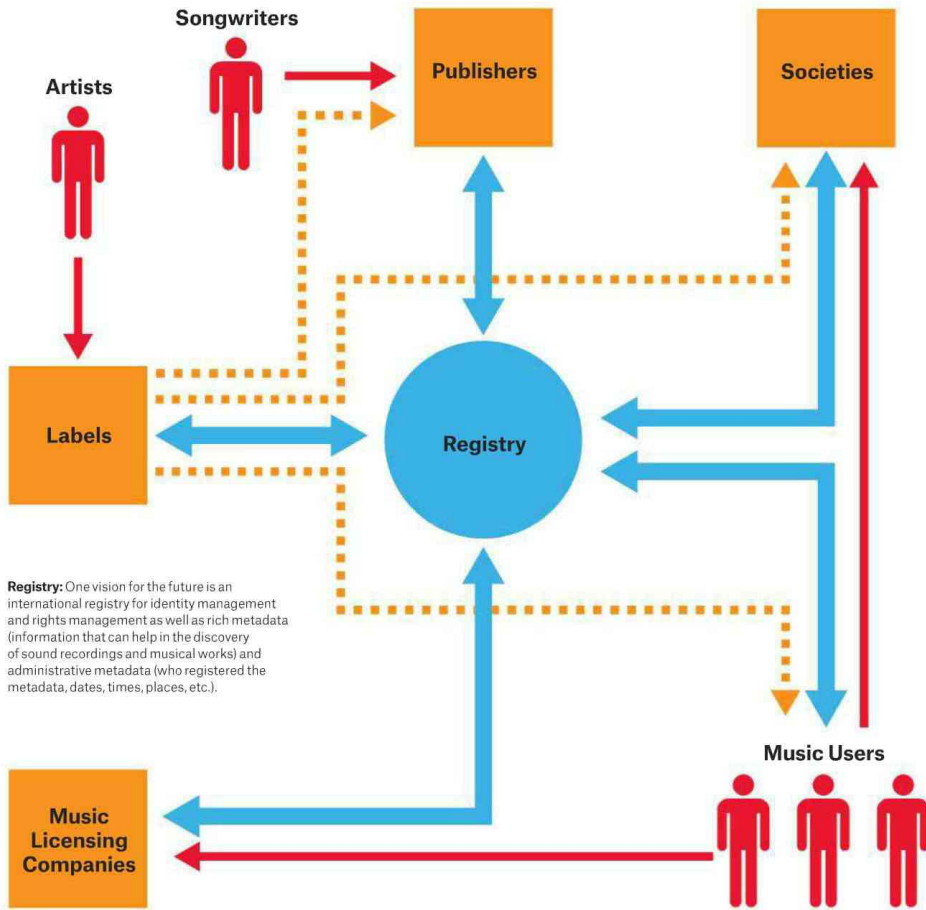 Songwriters
Artists
Publishers
Societies
Labels
Registry
Registry: One vision for the future is an
international registry for identity management
and rights management as well as rich metadata
(information that can help in the discovery
of sound recordings and musical works) and
administrative metadata (who registered the
metadata, dates, times, places, etc.).
Music Users
Music
Licensing
Companies